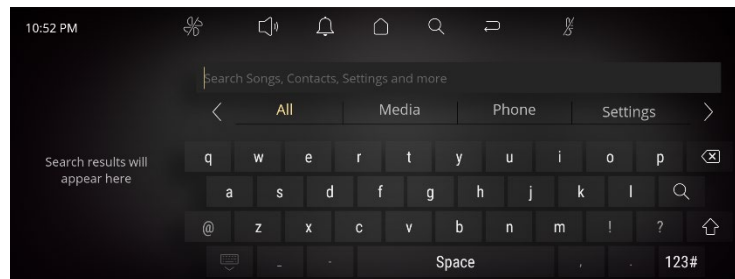 10:52 PM
Search Songs, Contacts, Settings and more
All Media Phone Settings
Search results will
appear here
q w e r t y u i o p
a s d f g h j k l
@ z x c v b n m ! ?
_ - Space , . 123#